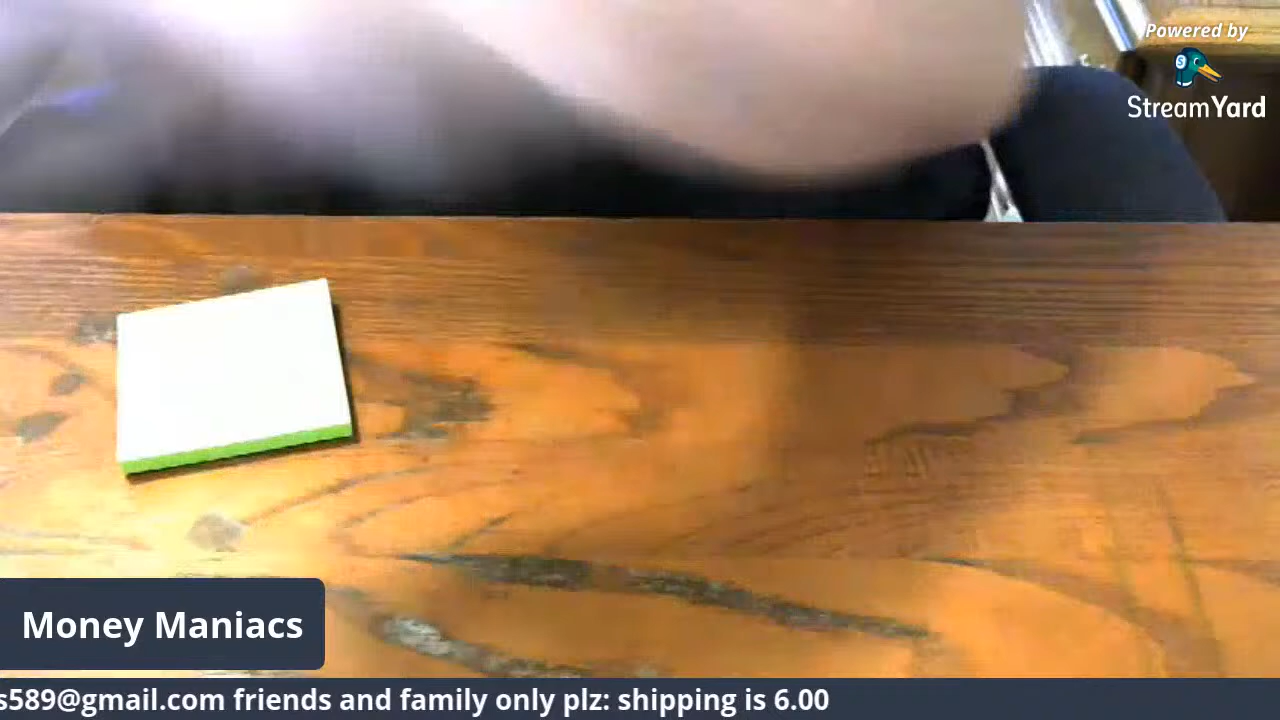 Powered by
StreamYard
Money Maniacs
s589@gmail.com friends and family only plz: shipping is 6.00